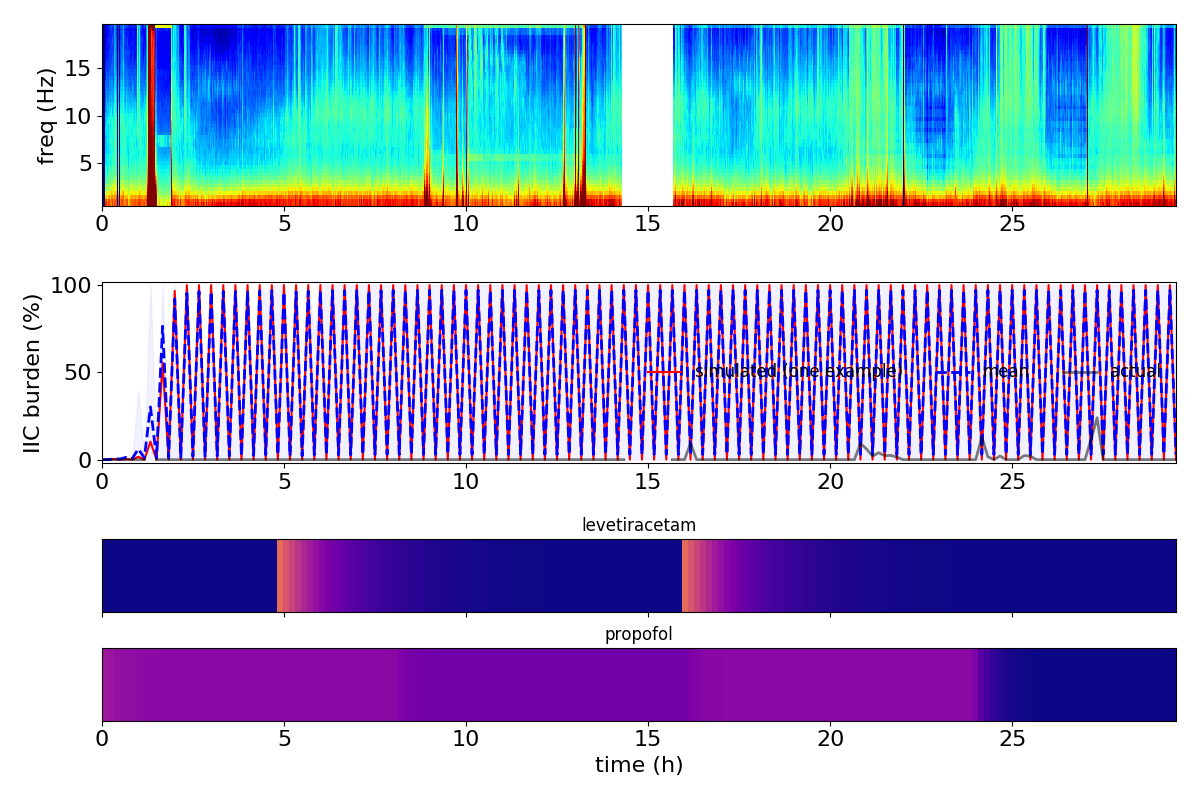 freq (Hz)
15
10
5
0 5 10 15 20 25
IIC burden (%)
100
50
0
simulated (one example) mean actual
0 5 10 15 20 25
levetiracetam
propofol
0 5 10 15 20 25
time (h)